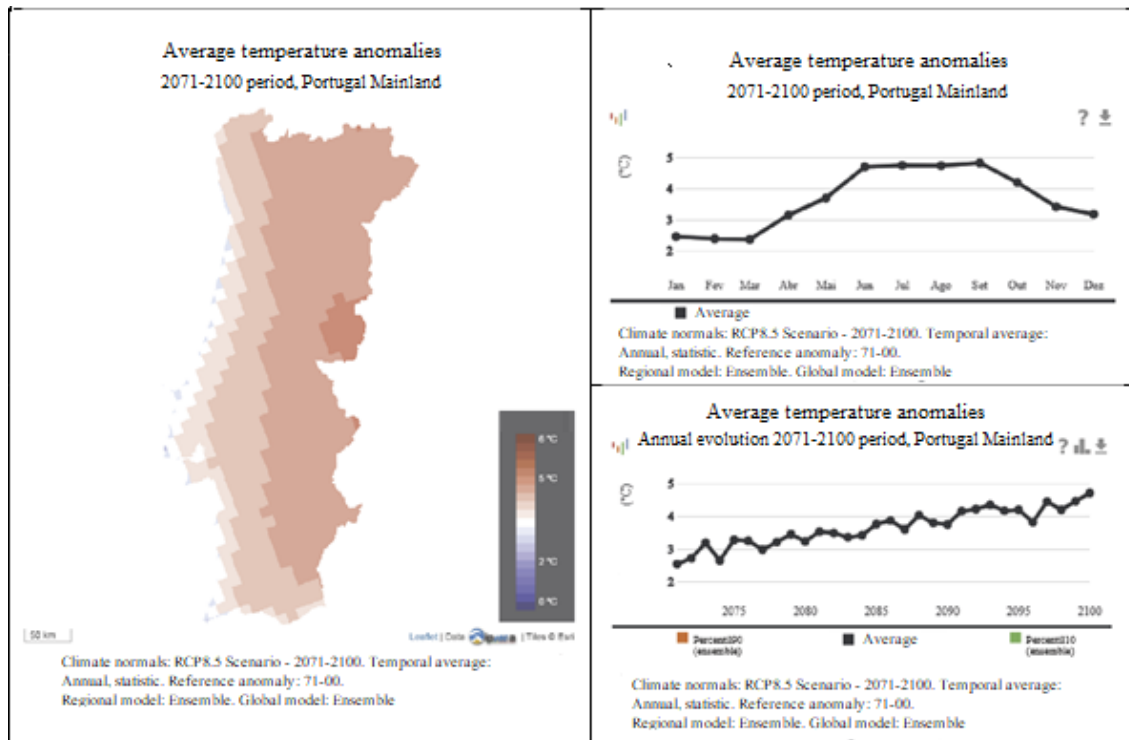 Average temperature anomalies
2071-2100 period, Portugal Mainland
6 ºC
5 ºC
2 ºC
0 ºC
50 km
Leaflet | Data | Tiles © Esri
Climate normals: RCP8.5 Scenario - 2071-2100. Temporal average:
Annual, statistic. Reference anomaly: 71-00.
Regional model: Ensemble. Global model: Ensemble
Average temperature anomalies
2071-2100 period, Portugal Mainland
?
(ºC)
5
4
3
2
Jan Fev Mar Abr Mai Jun Jul Ago Set Out Nov Dez
Average
Climate normals: RCP8.5 Scenario - 2071-2100. Temporal average:
Annual, statistic. Reference anomaly: 71-00.
Regional model: Ensemble. Global model: Ensemble
Average temperature anomalies
Annual evolution 2071-2100 period, Portugal Mainland ?
(ºC)
5
4
3
2
2075 2080 2085 2090 2095 2100
Percentil90 Average Percentil10
(ensemble) (ensemble)
Climate normals: RCP8.5 Scenario - 2071-2100. Temporal average:
Annual, statistic. Reference anomaly: 71-00.
Regional model: Ensemble. Global model: Ensemble